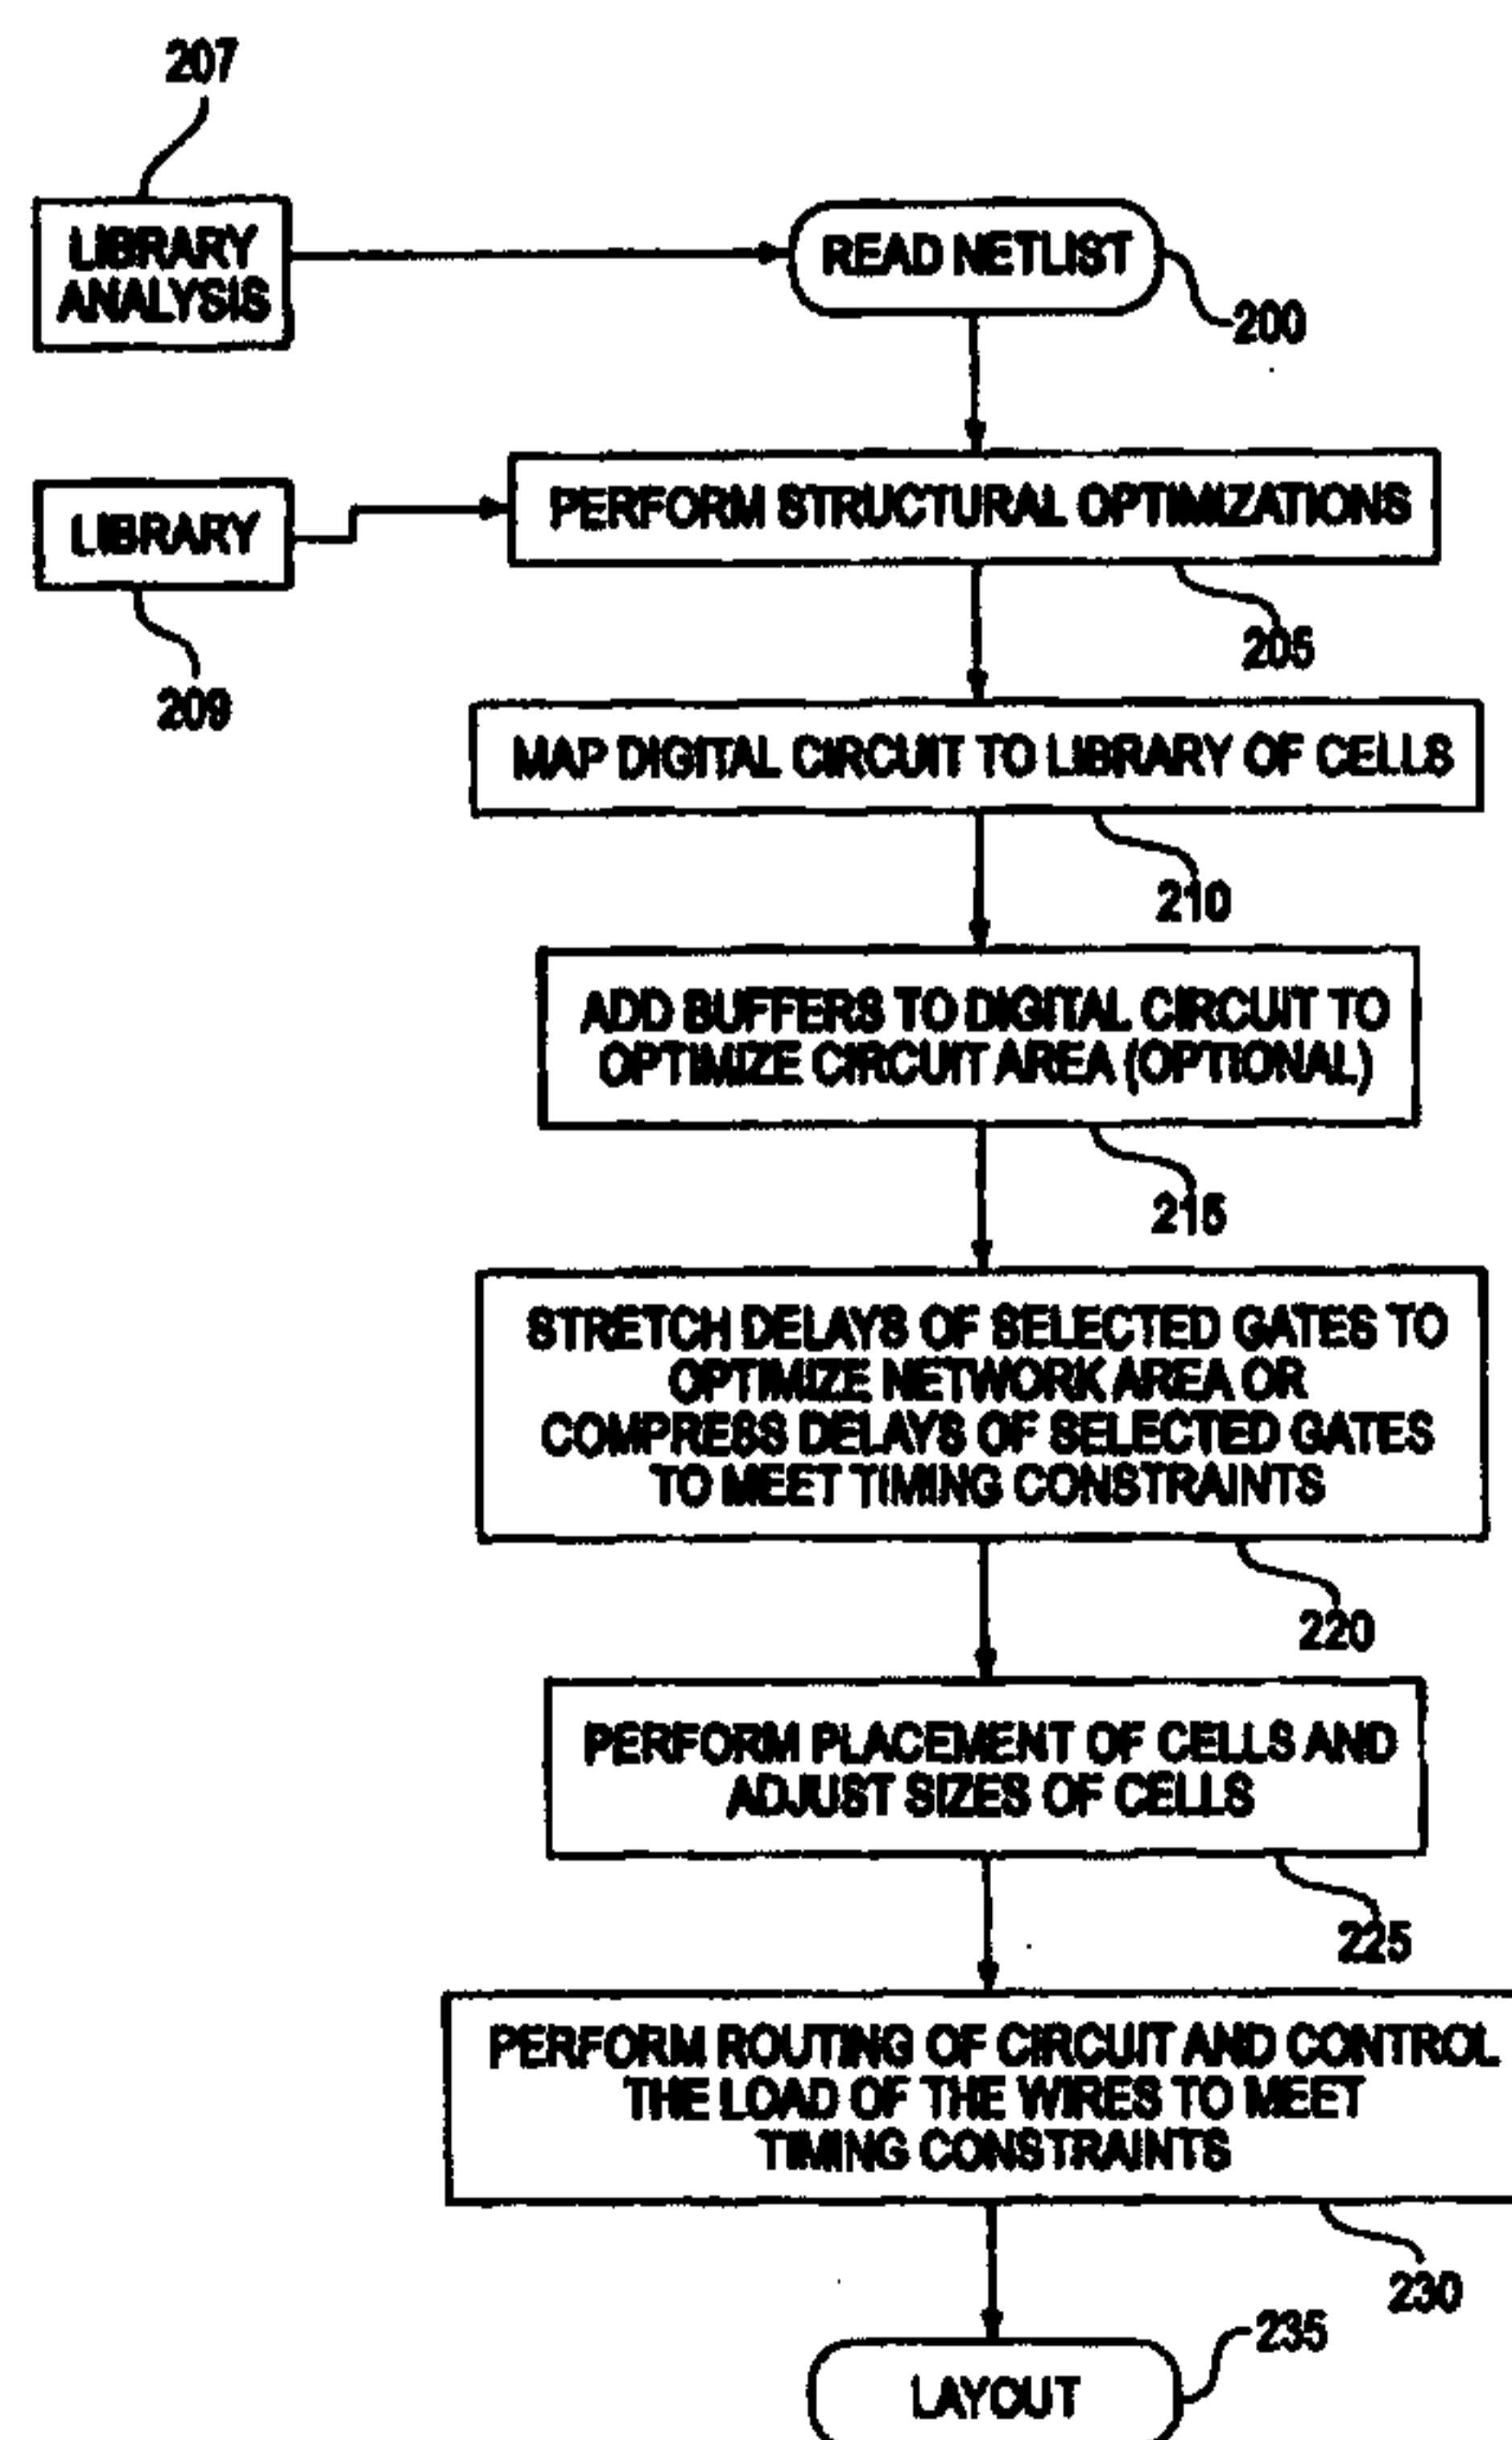 207
LIBRARY
ANALYSIS
READ NETLIST
200
LIBRARY
209
PERFORM STRUCTURAL OPTIMIZATIONS
205
MAP DIGITAL CIRCUIT TO LIBRARY OF CELLS
210
ADD BUFFERS TO DIGITAL CIRCUIT TO
OPTIMIZE CIRCUIT AREA (OPTIONAL)
215
STRETCH DELAYS OF SELECTED GATES TO
OPTIMIZE NETWORK AREA OR
COMPRESS DELAYS OF SELECTED GATES
TO MEET TIMING CONSTRAINTS
220
PERFORM PLACEMENT OF CELLS AND
ADJUST SIZES OF CELLS
225
PERFORM ROUTING OF CIRCUIT AND CONTROL
THE LOAD OF THE WIRES TO MEET
TIMING CONSTRAINTS
230
235
LAYOUT